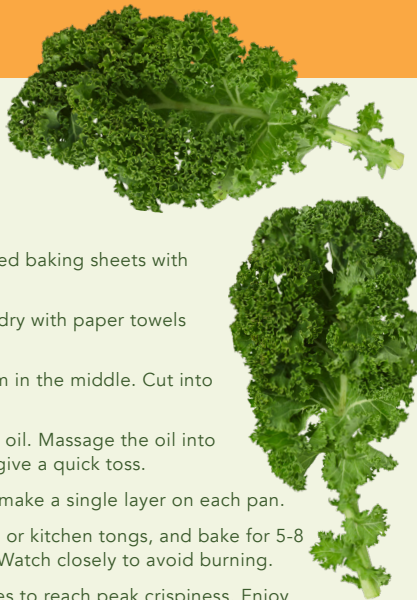 ed baking sheets with
dry with paper towels
in the middle. Cut into
oil. Massage the oil into
give a quick toss.
make a single layer on each pan.
or kitchen tongs, and bake for 5-8
Watch closely to avoid burning.
es to reach peak crispiness. Enjoy